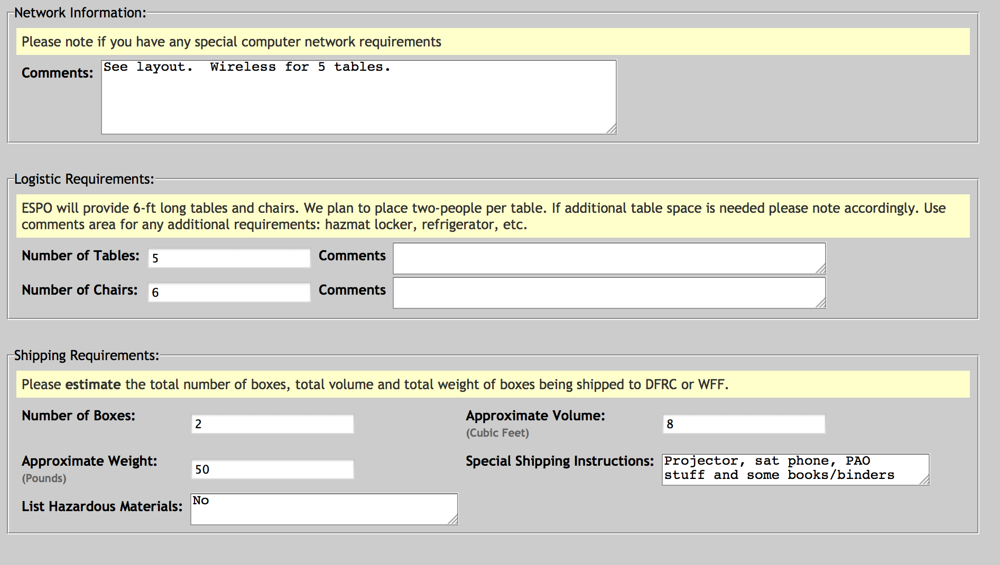 Network Information:
Please note if you have any special computer network requirements
Comments: See layout.  Wireless for 5 tables.
Logistic Requirements:
ESPO will provide 6-ft long tables and chairs. We plan to place two-people per table. If additional table space is needed please note accordingly. Use
comments area for any additional requirements: hazmat locker, refrigerator, etc.
Number of Tables: 5 Comments
Number of Chairs: 6 Comments
Shipping Requirements:
Please estimate the total number of boxes, total volume and total weight of boxes being shipped to DFRC or WFF.
Number of Boxes: 2
Approximate Volume: 8
(Cubic Feet)
Approximate Weight: 50
(Pounds)
Special Shipping Instructions: Projector, sat phone, PAO
stuff and some books/binders
List Hazardous Materials: No